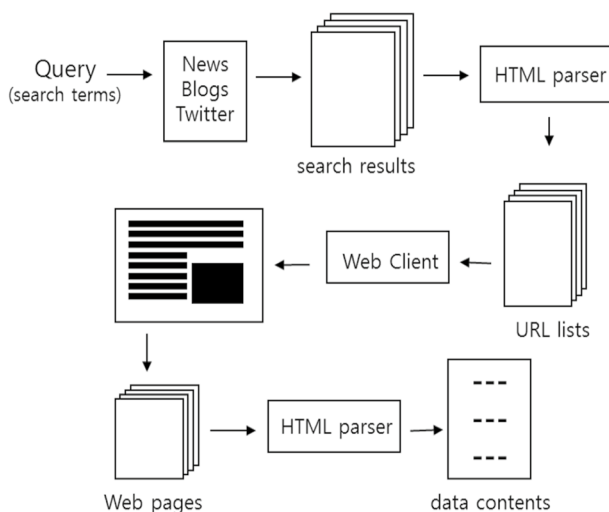 Query
(search terms)
News
Blogs
Twitter
search results
HTML parser
URL lists
Web Client
Web pages
HTML parser
data contents